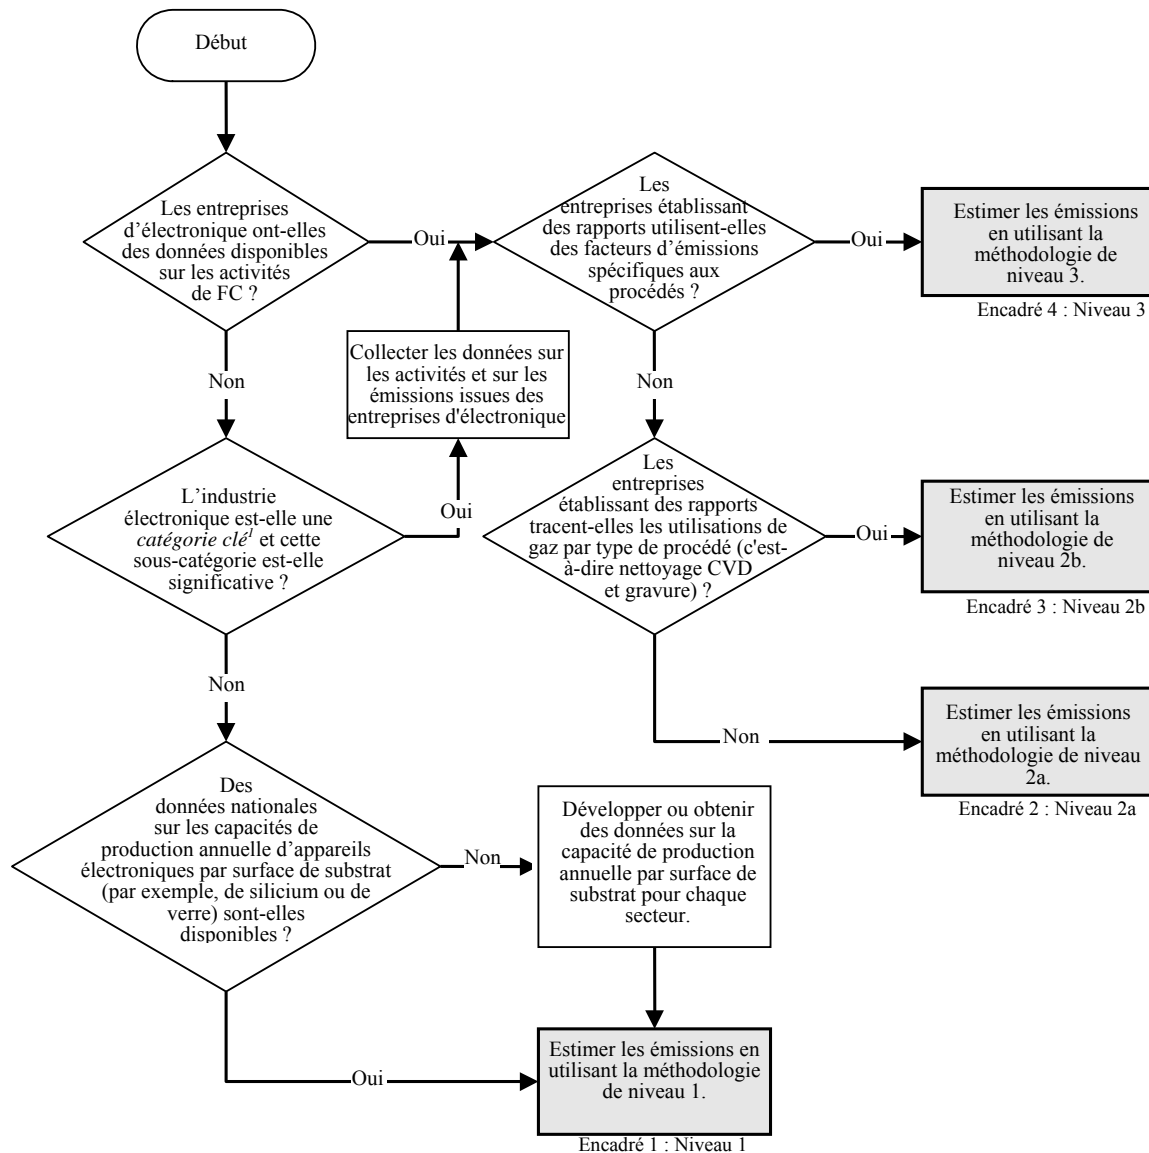 Début
Les entreprises
d'électronique ont-elles
des données disponibles
sur les activités
de FC ?
Oui
Les
entreprises établissant
des rapports utilisent-elles
des facteurs d'émissions
spécifiques aux
procédés ?
Oui
Estimer les émissions
en utilisant la
méthodologie de
niveau 3.
Encadré 4 : Niveau 3
Non
Collecter les données sur
les activités et sur les
émissions issues des
entreprises d'électronique
Non
L'industrie
électronique est-elle une
catégorie clé1 et cette
sous-catégorie est-elle
significative ?
Oui
Les
entreprises
établissant des rapports
tracent-elles les utilisations de
gaz par type de procédé (c'est-
à-dire nettoyage CVD
et gravure) ?
Oui
Estimer les émissions
en utilisant la
méthodologie de
niveau 2b.
Encadré 3 : Niveau 2b
Non
Non
Estimer les émissions
en utilisant la
méthodologie de niveau
2a.
Encadré 2 : Niveau 2a
Des
données nationales
sur les capacités de
production annuelle d'appareils
électroniques par surface de substrat
(par exemple, de silicium ou de
verre) sont-elles
disponibles ?
Non
Développer ou obtenir
des données sur la
capacité de production
annuelle par surface de
substrat pour chaque
secteur.
Oui
Estimer les émissions en
utilisant la méthodologie
de niveau 1.
Encadré 1 : Niveau 1